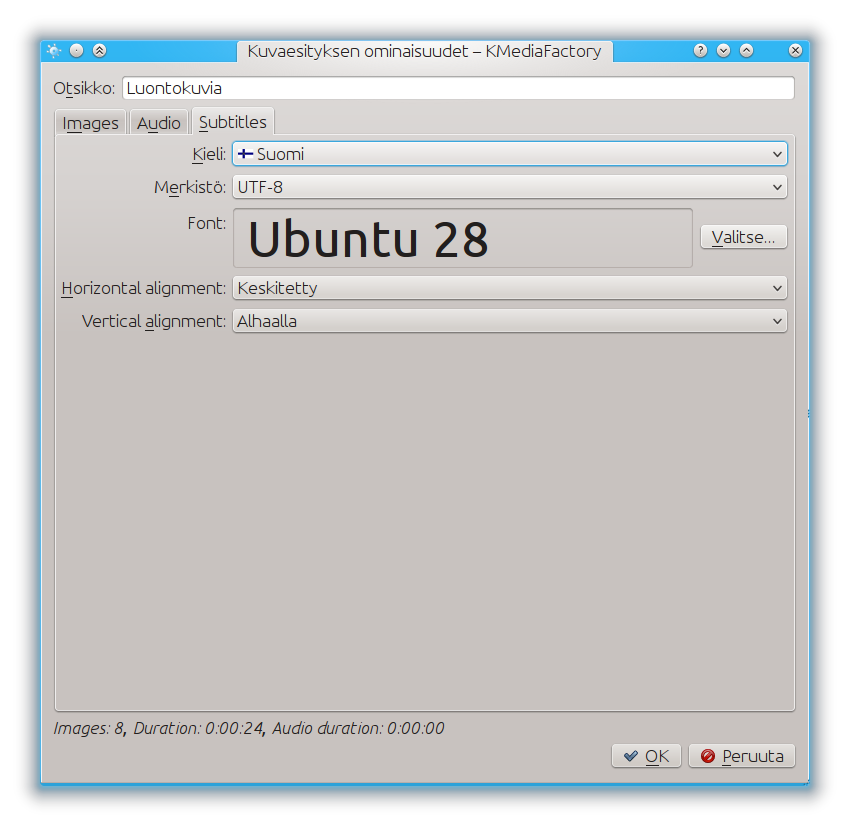 Kuvaesityksen ominaisuudet – KMediaFactory
Otsikko: Luontokuvia
Images Audio Subtitles
Kieli: Suomi
Merkistö: UTF-8
Font: Ubuntu 28 Valitse...
Horizontal alignment: Keskitetty
Vertical alignment: Alhaalla
Images: 8, Duration: 0:00:24, Audio duration: 0:00:00
OK Peruuta